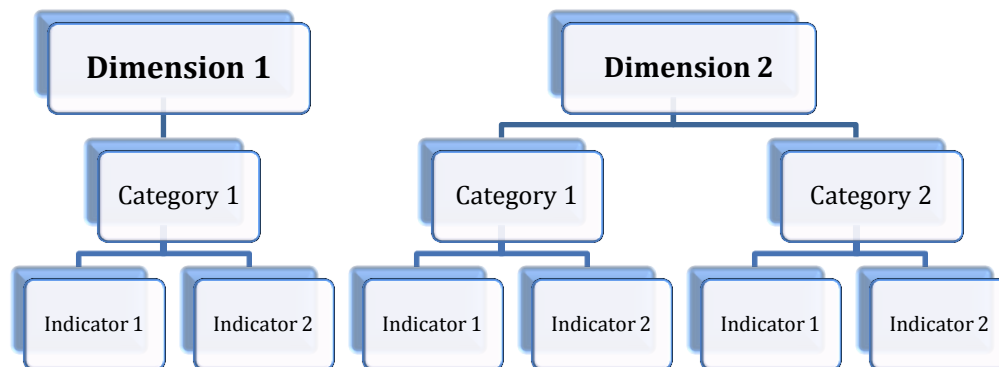 Dimension 1
Dimension 2
Category 1
Category 1
Category 2
Indicator 1
Indicator 2
Indicator 1
Indicator 2
Indicator 1
Indicator 2